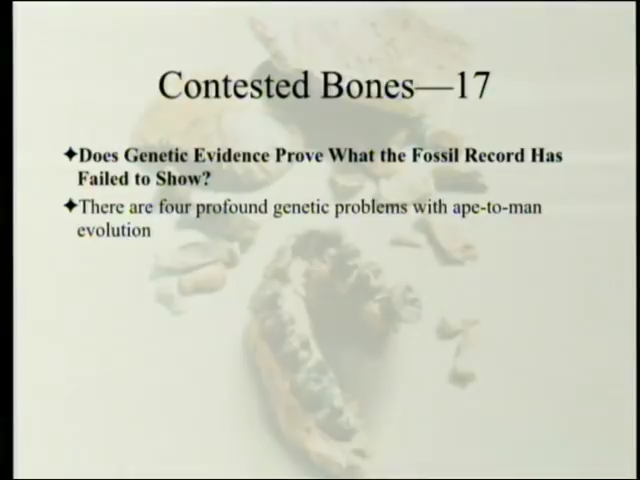 Contested Bones—17
✦Does Genetic Evidence Prove What the Fossil Record Has
Failed to Show?
✦There are four profound genetic problems with ape-to-man
evolution